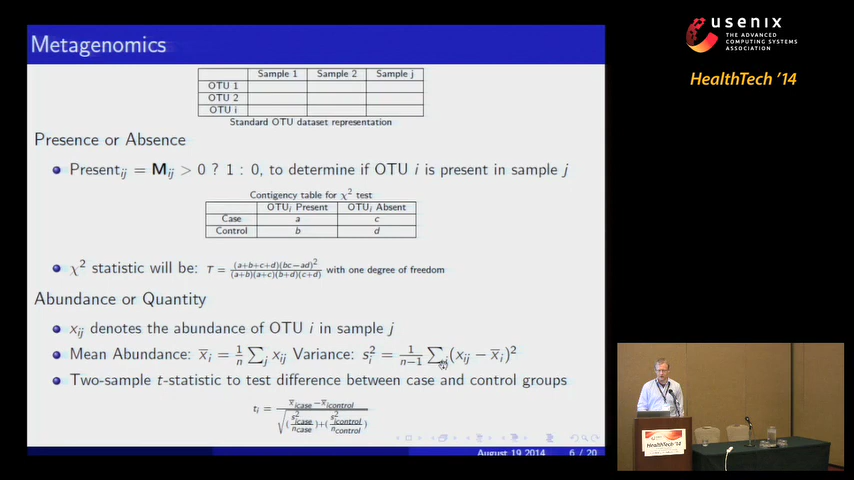 Metagenomics
Sample 1 Sample 2 Sample j
OTU 1
OTU 2
OTU i
Standard OTU dataset representation
Presence or Absence
Present_ij = M_ij > 0 ? 1 : 0, to determine if OTU i is present in sample j
Contigency table for χ² test
OTU_i Present OTU_i Absent
Case a c
Control b d
χ² statistic will be: T = (a+b+c+d)(bc−ad)² / (a+b)(a+c)(b+d)(c+d) with one degree of freedom
Abundance or Quantity
x_ij denotes the abundance of OTU i in sample j
Mean Abundance: x̅_i = 1/n ∑_j x_ij Variance: s_i² = 1/(n−1) ∑_j (x_ij − x̅_i)²
Two-sample t-statistic to test difference between case and control groups
t_i = (x̅_icase − x̅_icontrol) / √((s²_icase / n_case)+(s²_icontrol / n_control))
August 19 2014 6 / 20
usenix
THE ADVANCED
COMPUTING SYSTEMS
ASSOCIATION
HealthTech '14
HealthTech '14